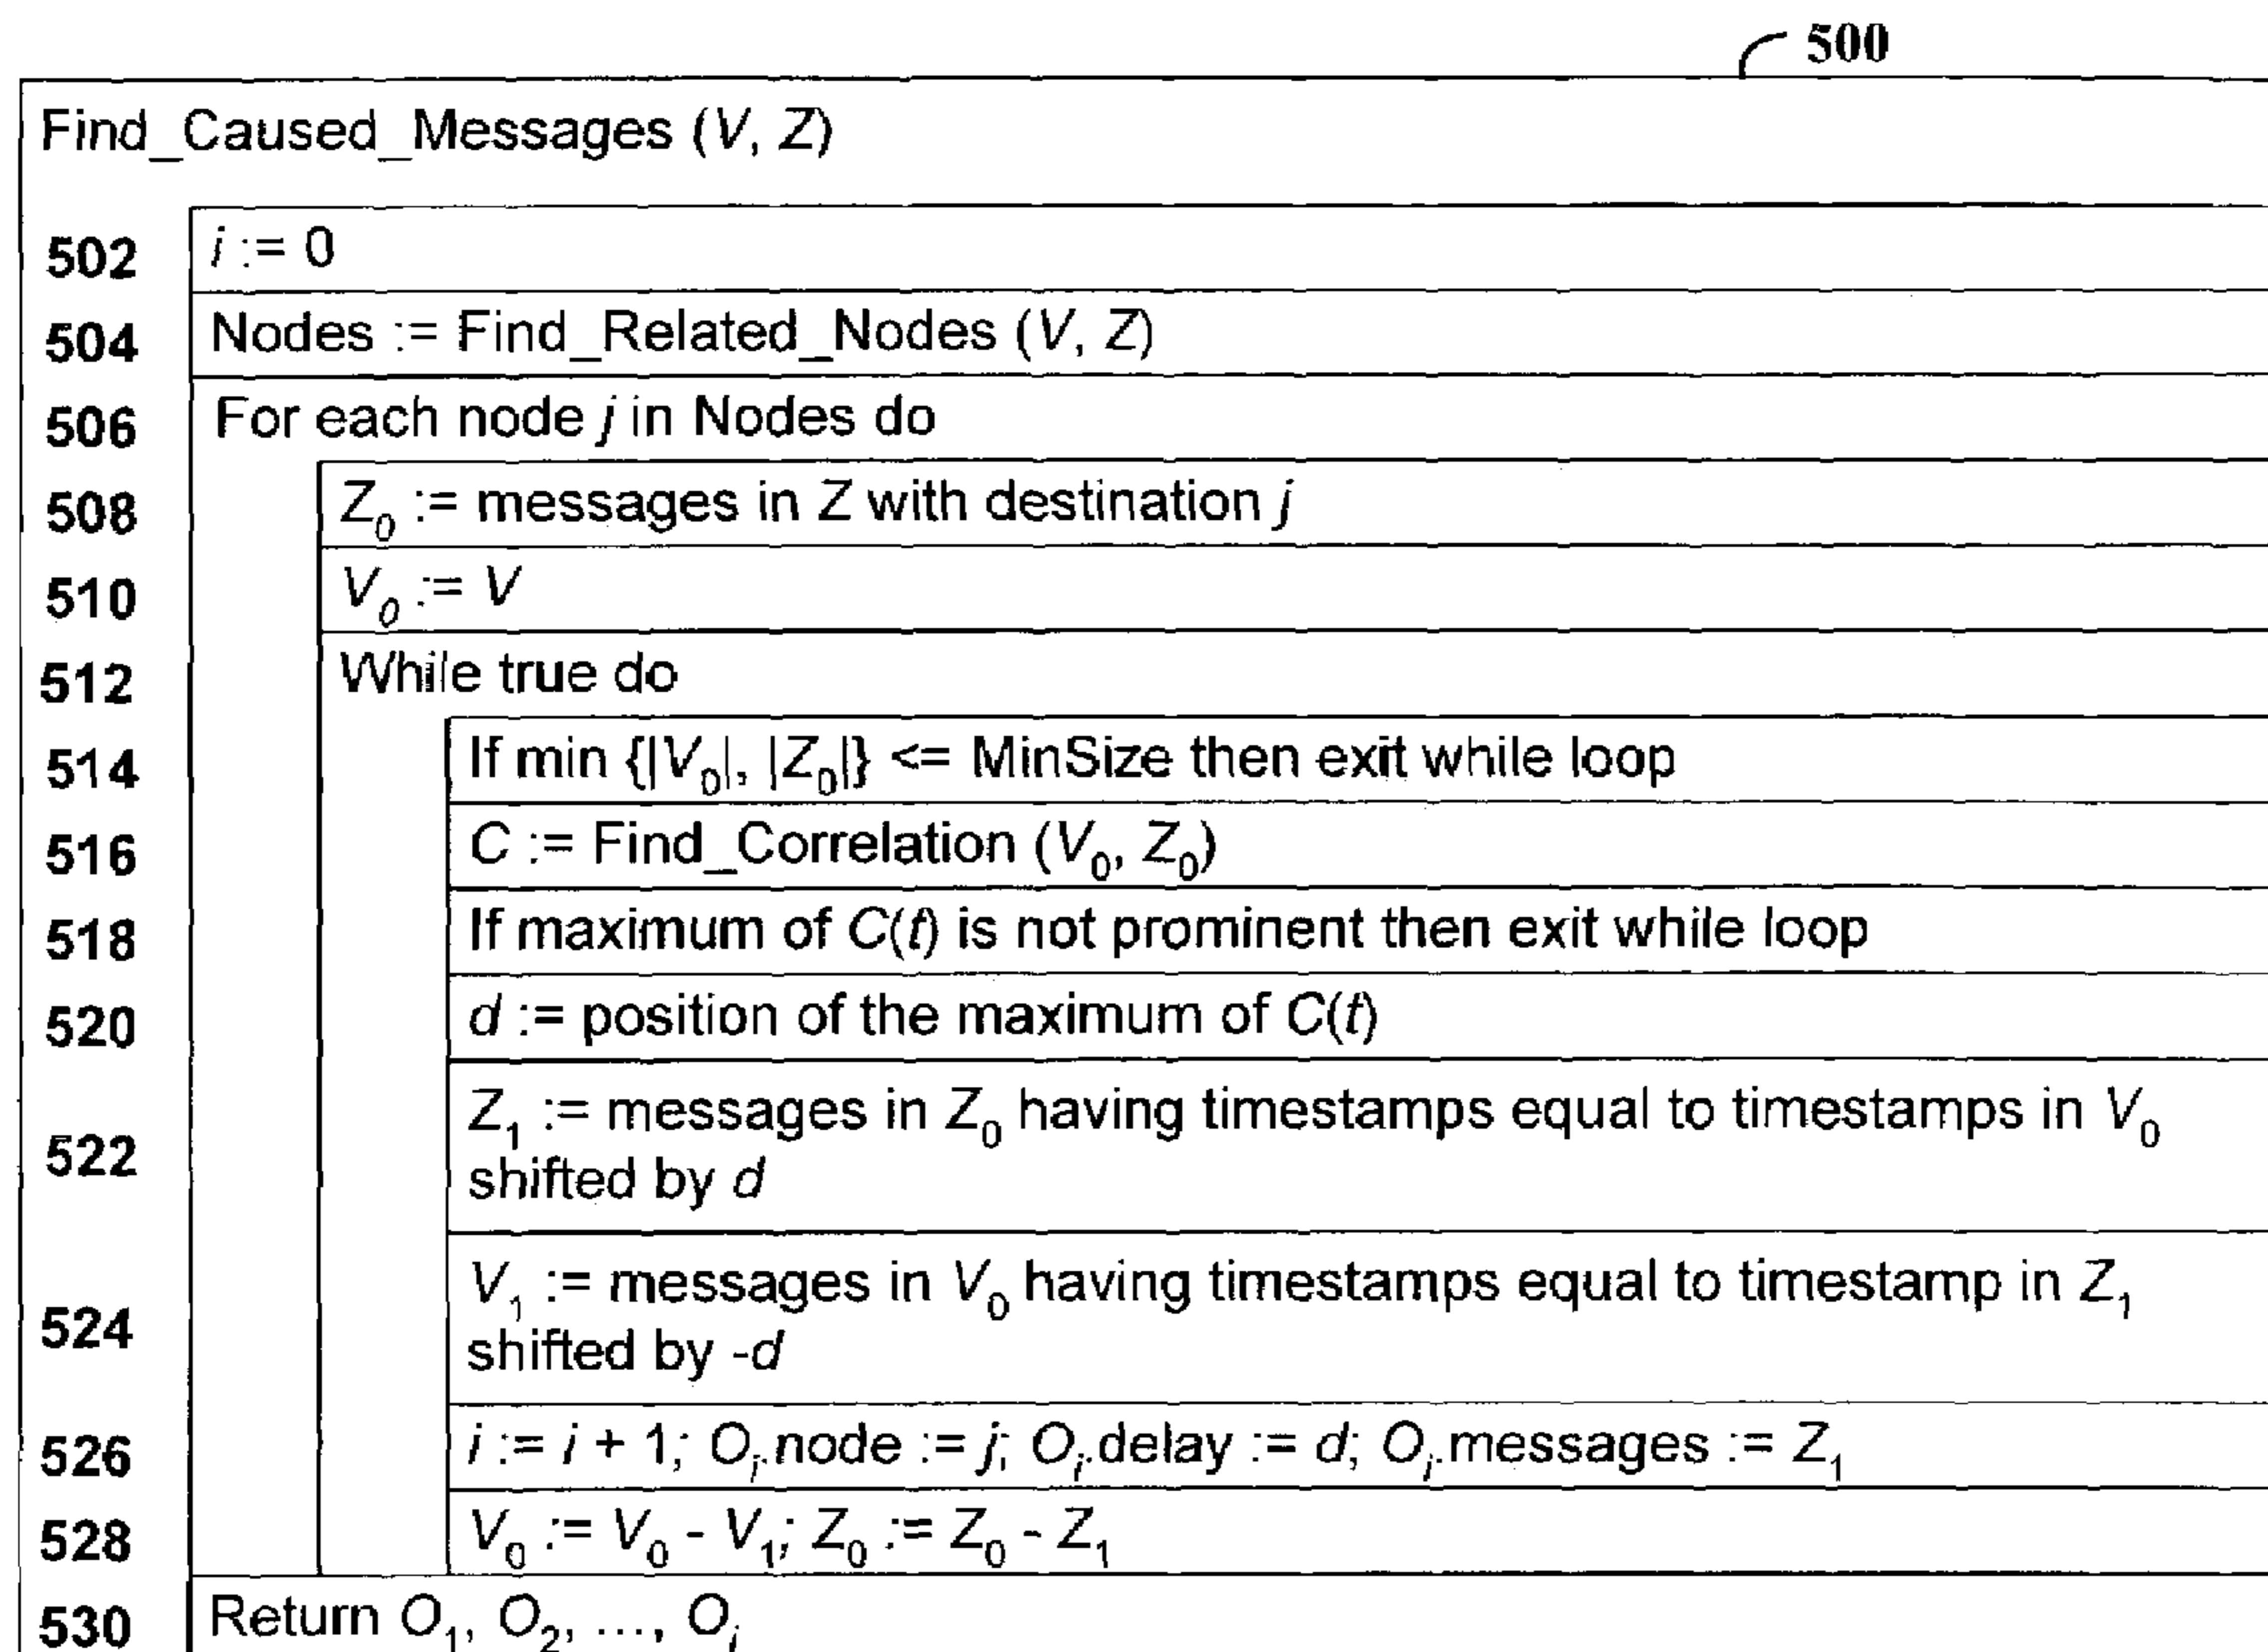 500
Find_Caused_Messages (V, Z)
502 i := 0
504 Nodes := Find_Related_Nodes (V, Z)
506 For each node j in Nodes do
508 Z₀ := messages in Z with destination j
510 V₀ := V
512 While true do
514 If min {|V₀|, |Z₀|} <= MinSize then exit while loop
516 C := Find_Correlation (V₀, Z₀)
518 If maximum of C(t) is not prominent then exit while loop
520 d := position of the maximum of C(t)
522 Z₁ := messages in Z₀ having timestamps equal to timestamps in V₀
shifted by d
524 V₁ := messages in V₀ having timestamps equal to timestamp in Z₁
shifted by -d
526 i := i + 1; Oᵢ.node := j; Oᵢ.delay := d; Oᵢ.messages := Z₁
528 V₀ := V₀ - V₁; Z₀ := Z₀ - Z₁
530 Return O₁, O₂, ..., Oᵢ